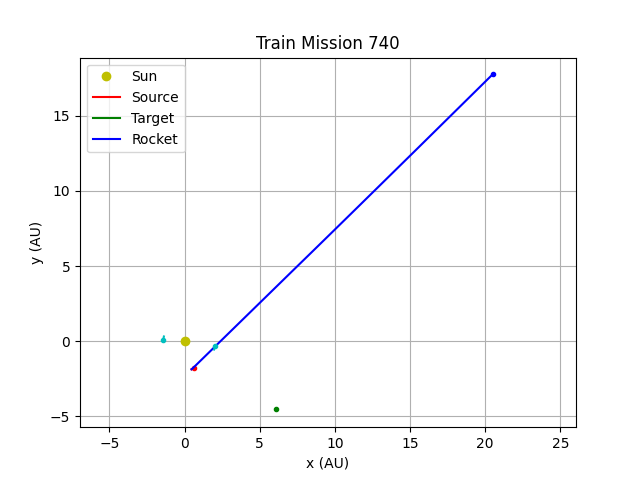 Train Mission 740
Sun
Source
Target
Rocket
15
10
5
0
−5
y (AU)
−5
0
5
10
15
20
25
x (AU)